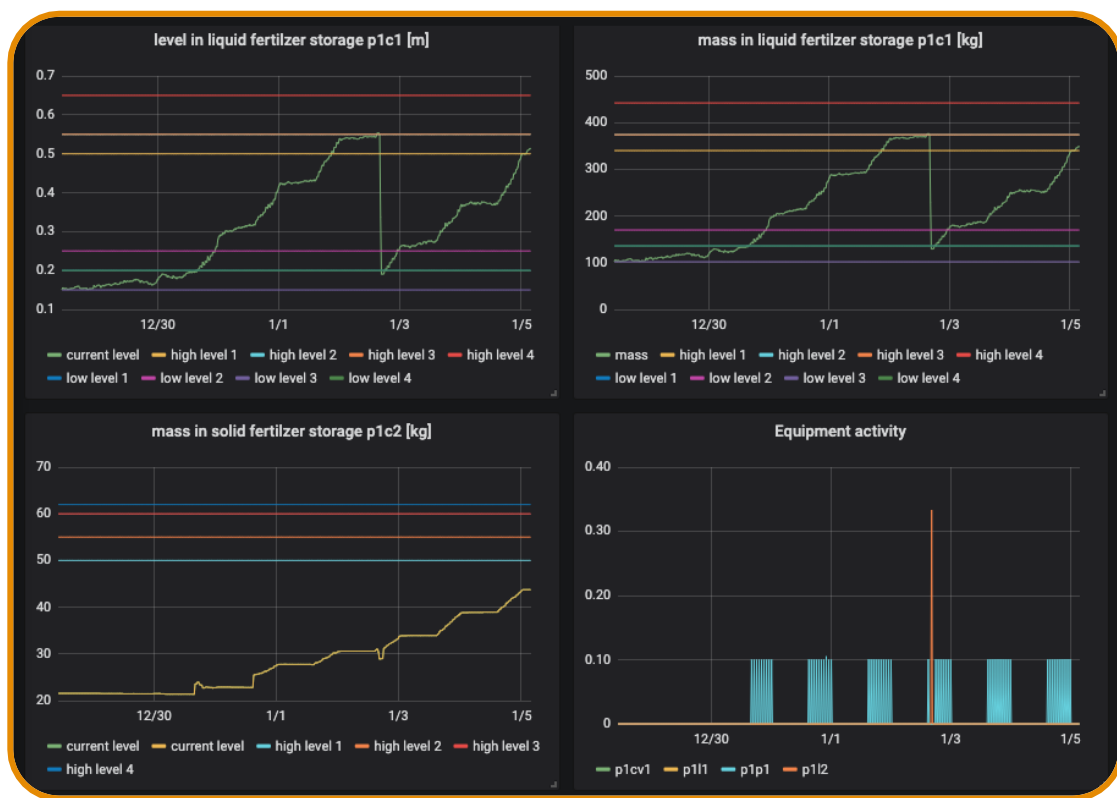 level in liquid fertilzer storage p1c1 [m]
0.7
0.6
0.5
0.4
0.3
0.2
0.1
12/30 1/1 1/3 1/5
current level high level 1 high level 2 high level 3 high level 4
low level 1 low level 2 low level 3 low level 4
mass in liquid fertilzer storage p1c1 [kg]
500
400
300
200
100
0
12/30 1/1 1/3 1/5
mass high level 1 high level 2 high level 3 high level 4
low level 1 low level 2 low level 3 low level 4
mass in solid fertilzer storage p1c2 [kg]
70
60
50
40
30
20
12/30 1/1 1/3 1/5
current level current level high level 1 high level 2 high level 3
high level 4
Equipment activity
0.40
0.30
0.20
0.10
0
12/30 1/1 1/3 1/5
p1cv1 p1l1 p1p1 p1l2